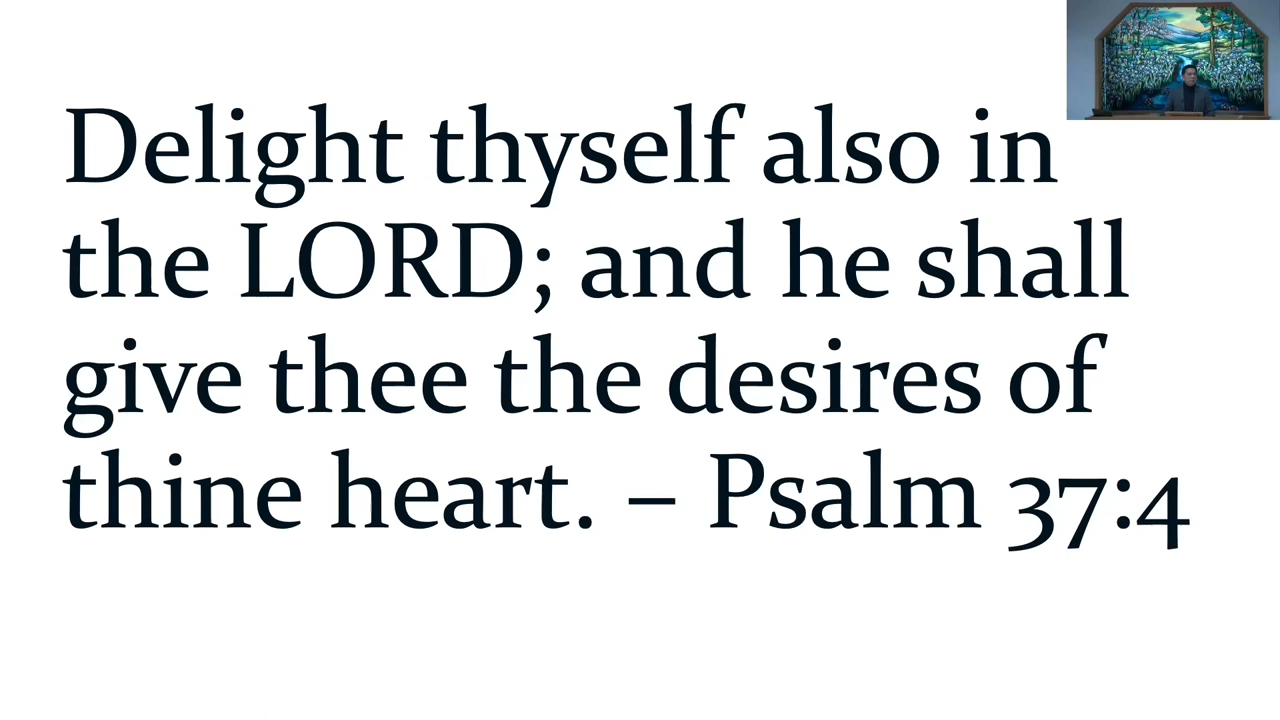 Delight thyself also in
the LORD; and he shall
give thee the desires of
thine heart. – Psalm 37:4